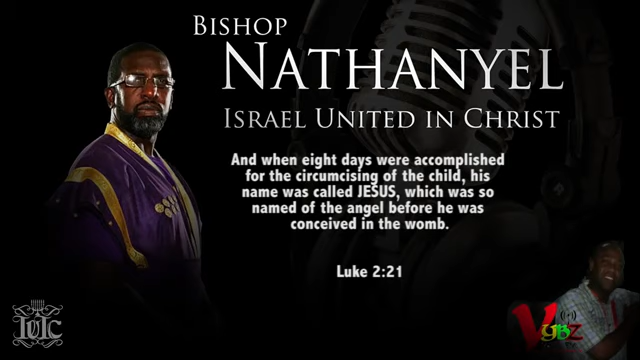 BISHOP
NATHANYEL
ISRAEL UNITED IN CHRIST
And when eight days were accomplished
for the circumcising of the child, his
name was called JESUS, which was so
named of the angel before he was
conceived in the womb.
Luke 2:21
IUIC
VYBZ